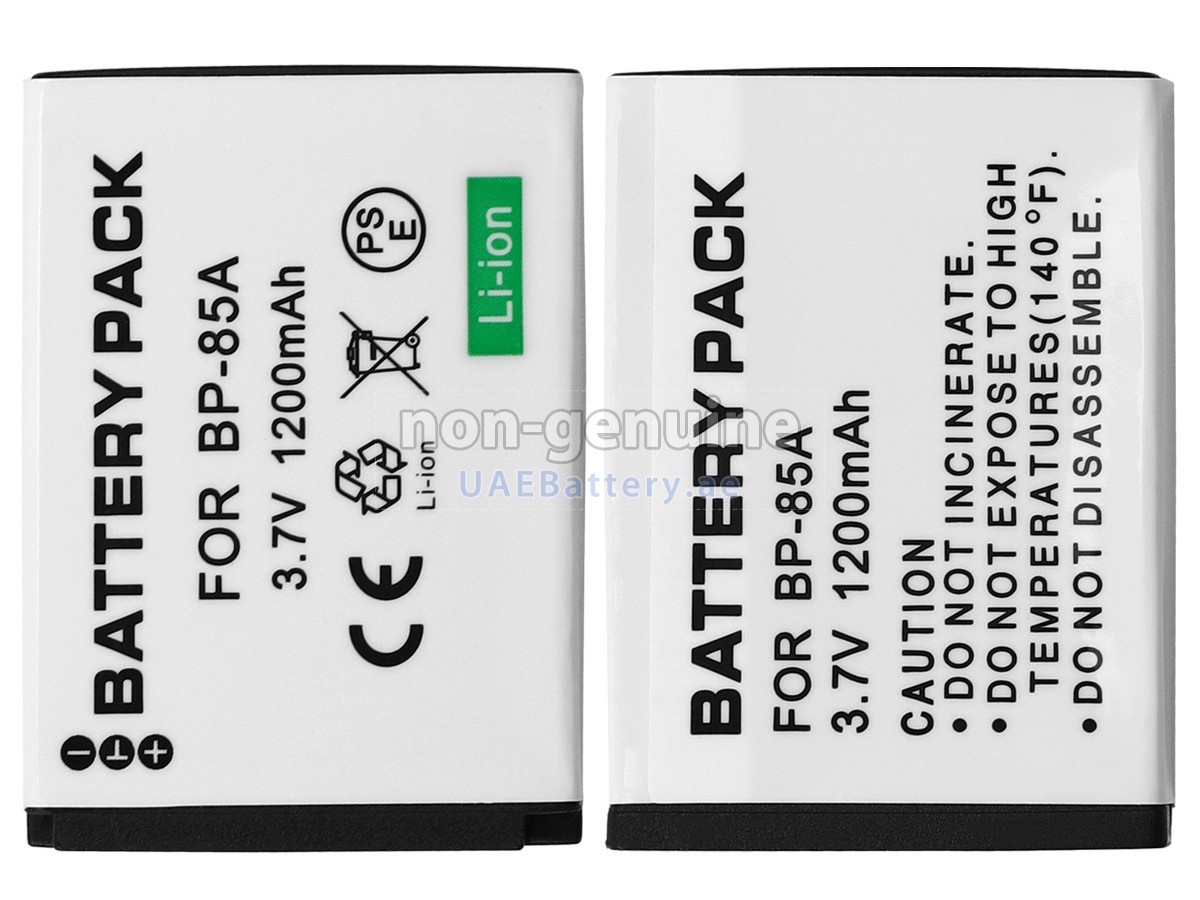 BATTERY PACK
FOR BP-85A
3.7V 1200mAh
PS
E
Li-ion
CE
Li-ion
- T +
BATTERY PACK
FOR BP-85A
3.7V 1200mAh
CAUTION
• DO NOT INCINERATE.
• DO NOT EXPOSE TO HIGH
TEMPERATURES(140°F).
• DO NOT DISASSEMBLE.
non-genuine
UAEBattery.ae